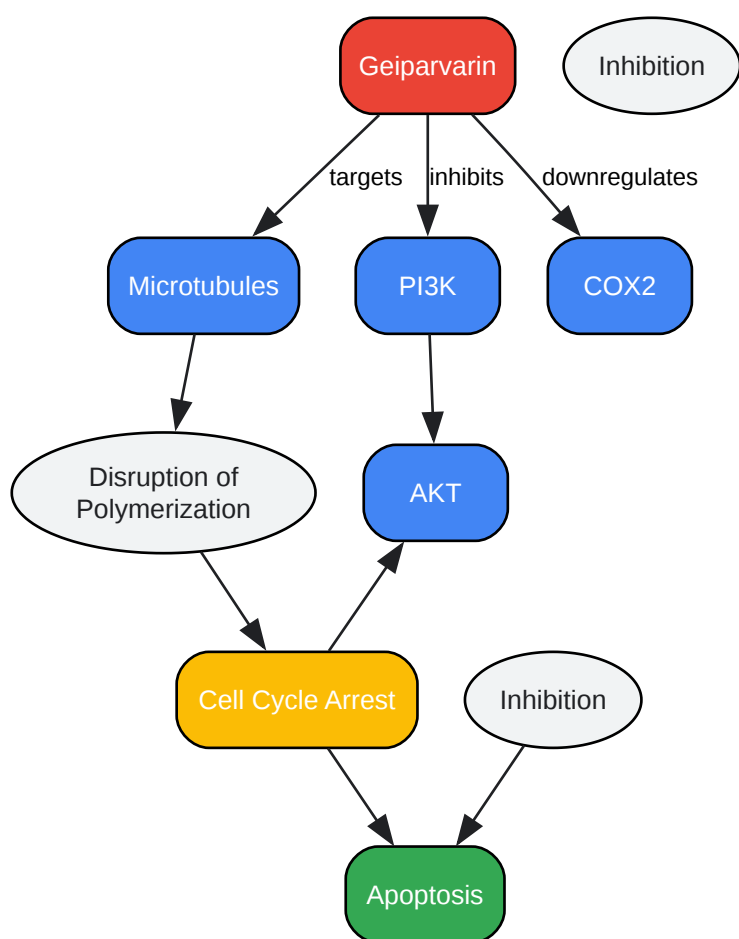 Geiparvarin
Inhibition
targets
inhibits
downregulates
Microtubules
PI3K
COX2
Disruption of
Polymerization
AKT
Cell Cycle Arrest
Inhibition
Apoptosis